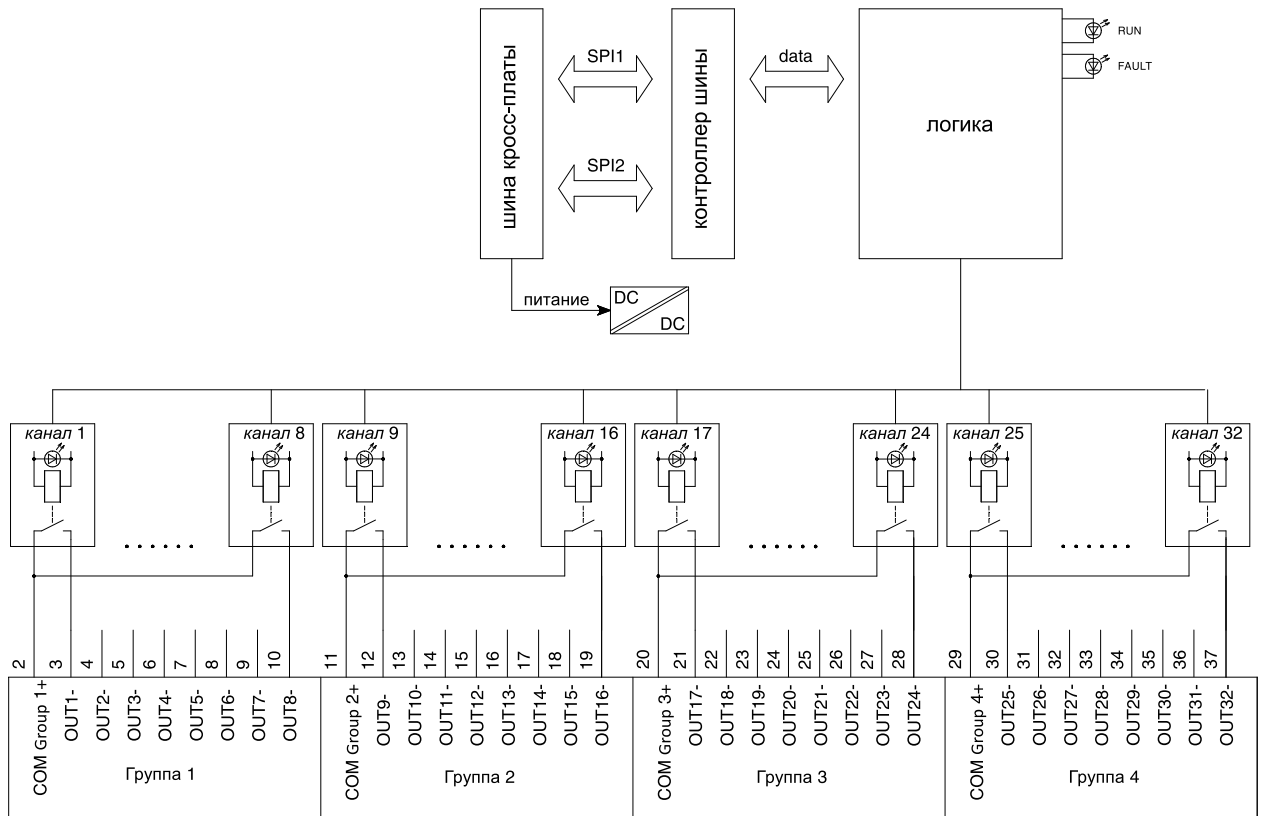 шина кросс-платы
SPI1
SPI2
контроллер шины
data
логика
RUN
FAULT
питание
DC
DC
канал 1
канал 8
канал 9
канал 16
канал 17
канал 24
канал 25
канал 32
2
3
4
5
6
7
8
9
10
11
12
13
14
15
16
17
18
19
20
21
22
23
24
25
26
27
28
29
30
31
32
33
34
35
36
37
COM Group 1+
OUT1-
OUT2-
OUT3-
OUT4-
OUT5-
OUT6-
OUT7-
OUT8-
COM Group 2+
OUT9-
OUT10-
OUT11-
OUT12-
OUT13-
OUT14-
OUT15-
OUT16-
COM Group 3+
OUT17-
OUT18-
OUT19-
OUT20-
OUT21-
OUT22-
OUT23-
OUT24-
COM Group 4+
OUT25-
OUT26-
OUT27-
OUT28-
OUT29-
OUT30-
OUT31-
OUT32-
Группа 1
Группа 2
Группа 3
Группа 4